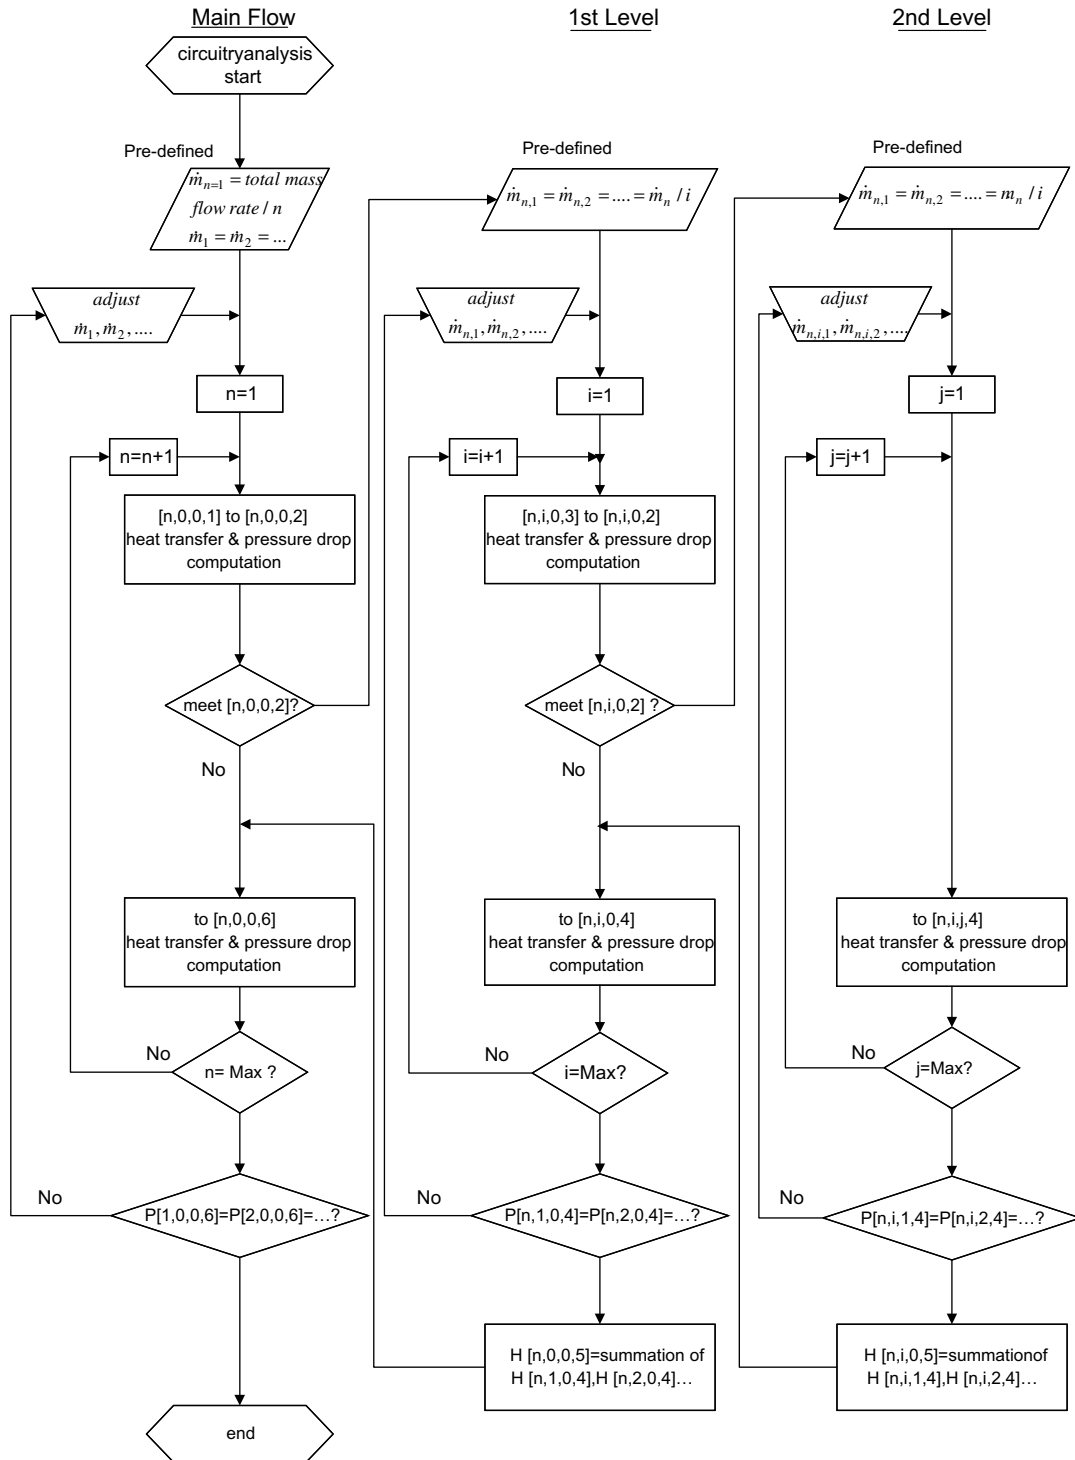 Main Flow
circuitryanalysis
start
Pre-defined
ṁn=1 = total mass
flow rate / n
ṁ1 = ṁ2 = ...
adjust
ṁ1, ṁ2, ....
n=1
n=n+1
[n,0,0,1] to [n,0,0,2]
heat transfer & pressure drop
computation
meet [n,0,0,2]?
No
to [n,0,0,6]
heat transfer & pressure drop
computation
No
n= Max ?
No
P[1,0,0,6]=P[2,0,0,6]=...?
end
1st Level
Pre-defined
ṁn,1 = ṁn,2 = .... = ṁn / i
adjust
ṁn,1, ṁn,2, ....
i=1
i=i+1
[n,i,0,3] to [n,i,0,2]
heat transfer & pressure drop
computation
meet [n,i,0,2] ?
No
to [n,i,0,4]
heat transfer & pressure drop
computation
No
i=Max?
No
P[n,1,0,4]=P[n,2,0,4]=...?
H [n,0,0,5]=summation of
H [n,1,0,4],H [n,2,0,4]...
2nd Level
Pre-defined
ṁn,1 = ṁn,2 = .... = mn / i
adjust
ṁn,i,1, ṁn,i,2, ....
j=1
j=j+1
to [n,i,j,4]
heat transfer & pressure drop
computation
No
j=Max?
No
P[n,i,1,4]=P[n,i,2,4]=...?
H [n,i,0,5]=summationof
H [n,i,1,4],H [n,i,2,4]...